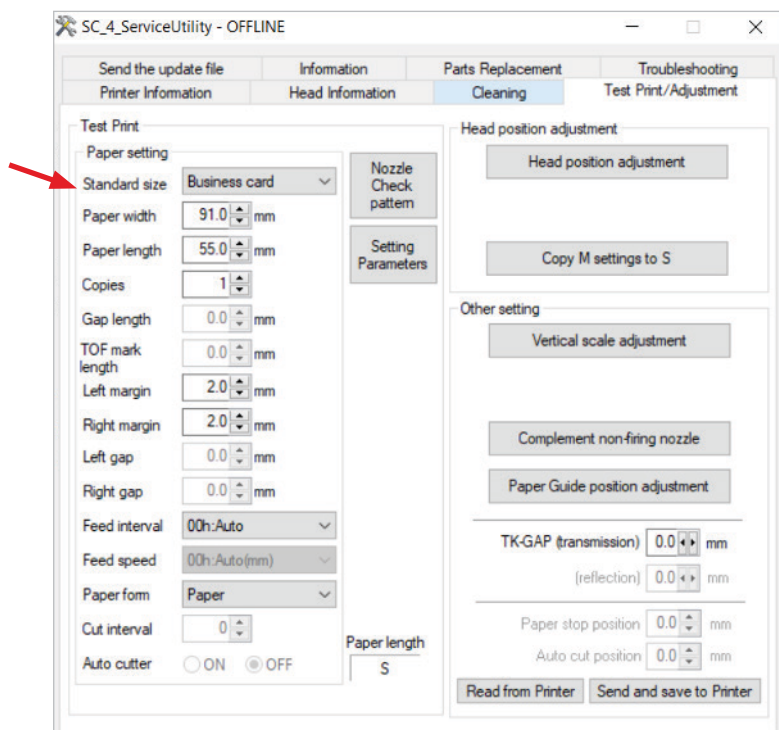 SC_4_ServiceUtility - OFFLINE
Send the update file Information Parts Replacement Troubleshooting
Printer Information Head Information Cleaning Test Print/Adjustment
Test Print
Paper setting
Standard size Business card
Paper width 91.0 mm
Paper length 55.0 mm
Copies 1
Gap length 0.0 mm
TOF mark
length
0.0 mm
Left margin 2.0 mm
Right margin 2.0 mm
Left gap 0.0 mm
Right gap 0.0 mm
Feed interval 00h:Auto
Feed speed 00h:Auto(mm)
Paper form Paper
Cut interval 0
Auto cutter ON OFF
Nozzle
Check
pattern
Setting
Parameters
Paper length
S
Head position adjustment
Head position adjustment
Copy M settings to S
Other setting
Vertical scale adjustment
Complement non-firing nozzle
Paper Guide position adjustment
TK-GAP (transmission) 0.0 mm
(reflection) 0.0 mm
Paper stop position 0.0 mm
Auto cut position 0.0 mm
Read from Printer Send and save to Printer